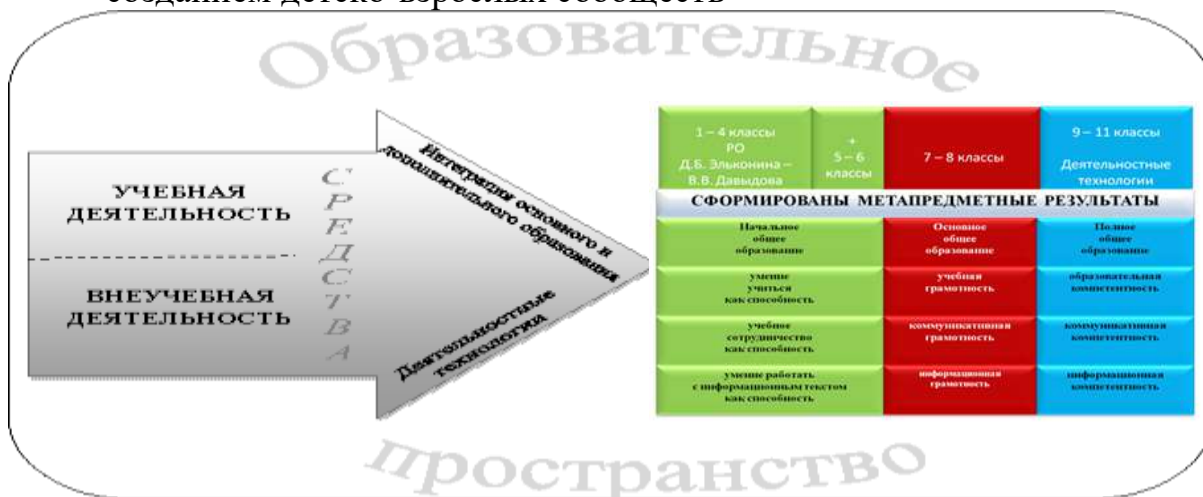 созданием детско-взрослых сообществ
Образовательное
УЧЕБНАЯ
ДЕЯТЕЛЬНОСТЬ
ВНЕУЧЕБНАЯ
ДЕЯТЕЛЬНОСТЬ
СРЕДСТВА
Интеграция основного и
дополнительного образования
Деятельностные
технологии
1 – 4 классы
РО
Д.Б. Эльконина –
В.В. Давыдова
+
5 – 6
классы
7 – 8 классы
9 – 11 классы
Деятельностные
технологии
СФОРМИРОВАНЫ МЕТАПРЕДМЕТНЫЕ РЕЗУЛЬТАТЫ
Начальное
общее
образование
Основное
общее
образование
Полное
общее
образование
умение
учиться
как способность
учебная
грамотность
образовательная
компетентность
учебное
сотрудничество
как способность
коммуникативная
грамотность
коммуникативная
компетентность
умение работать
с информационным текстом
как способность
информационная
грамотность
информационная
компетентность
пространство